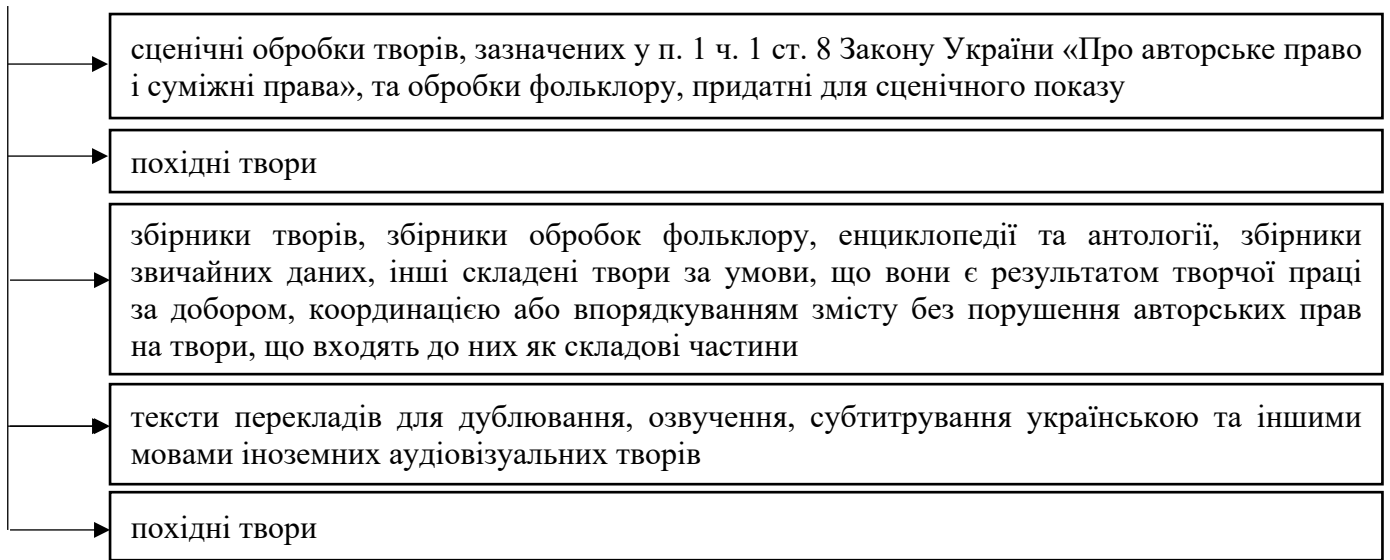 сценічні обробки творів, зазначених у п. 1 ч. 1 ст. 8 Закону України «Про авторське право
і суміжні права», та обробки фольклору, придатні для сценічного показу
похідні твори
збірники творів, збірники обробок фольклору, енциклопедії та антології, збірники
звичайних даних, інші складені твори за умови, що вони є результатом творчої праці
за добором, координацією або впорядкуванням змісту без порушення авторських прав
на твори, що входять до них як складові частини
тексти перекладів для дублювання, озвучення, субтитрування українською та іншими
мовами іноземних аудіовізуальних творів
похідні твори